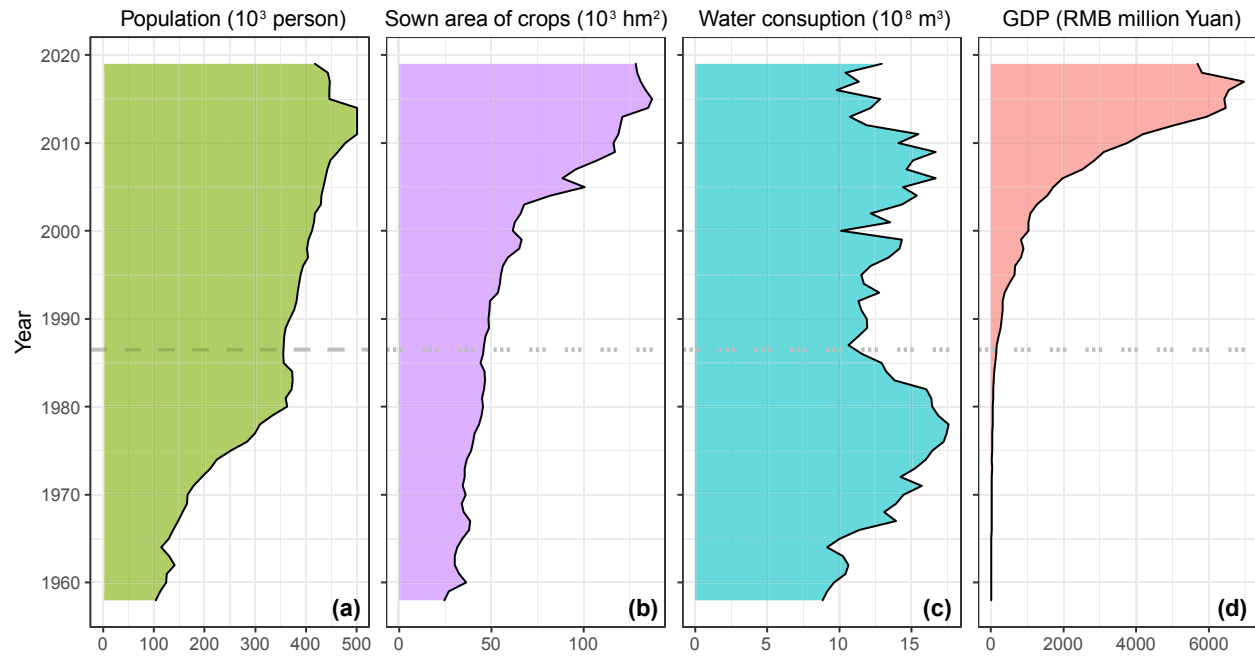 Population (10³ person)
Sown area of crops (10³ hm²)
Water consuption (10⁸ m³)
GDP (RMB million Yuan)
Year
2020
2010
2000
1990
1980
1970
1960
(a)
(b)
(c)
(d)
0 100 200 300 400 500
0 50 100
0 5 10 15
0 2000 4000 6000